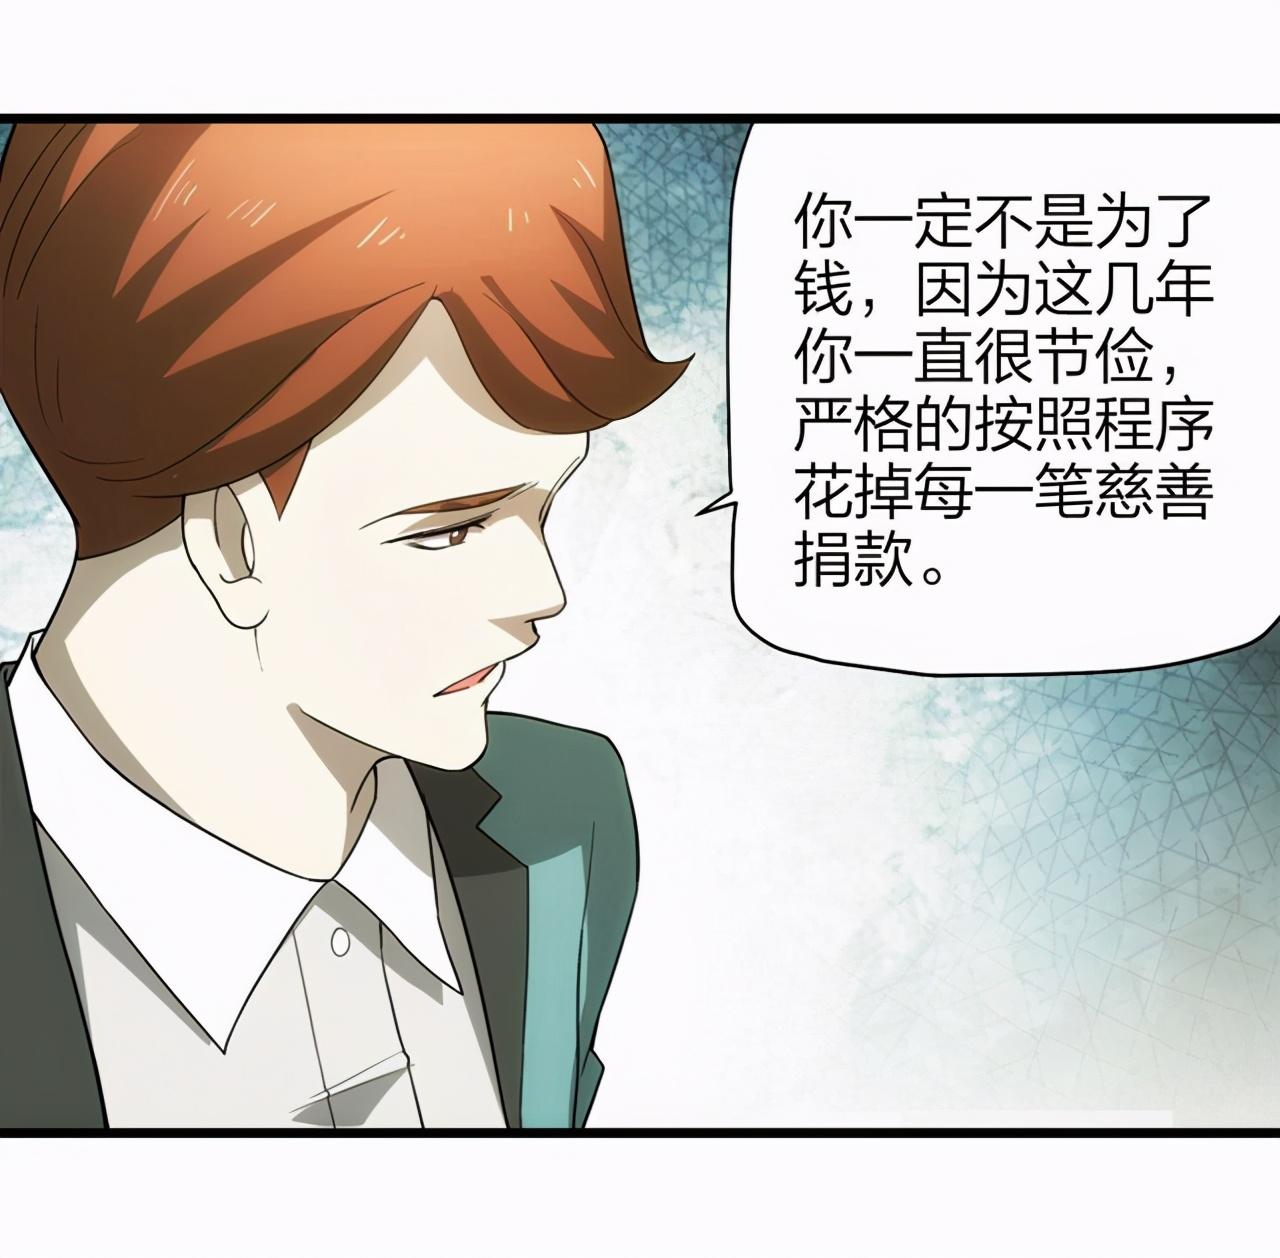 你一定不是为了
钱，因为这几年
你一直很节俭，
严格的按照程序
花掉每一笔慈善
捐款。